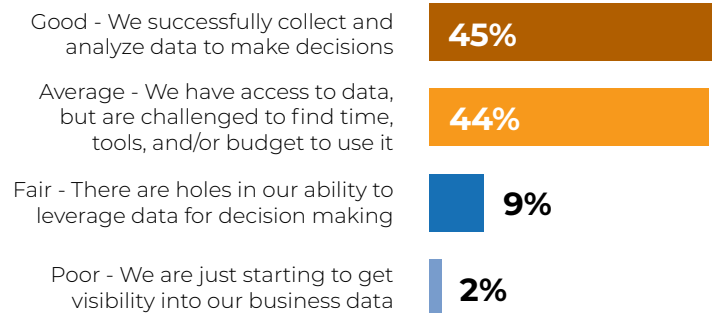 Good - We successfully collect and
analyze data to make decisions
45%
Average - We have access to data,
but are challenged to find time,
tools, and/or budget to use it
44%
Fair - There are holes in our ability to
leverage data for decision making
9%
Poor - We are just starting to get
visibility into our business data
2%